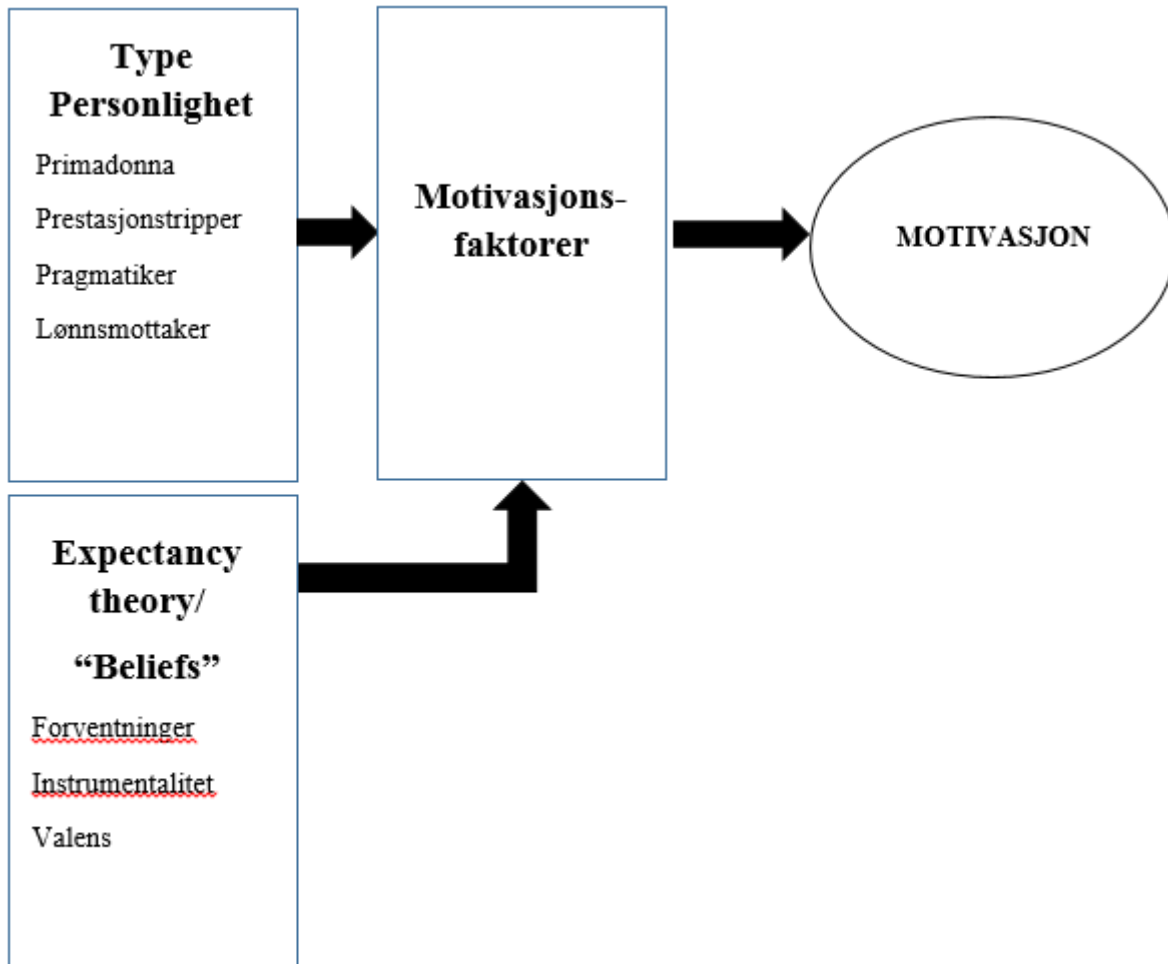 Type
Personlighet
Primadonna
Prestasjonstripper
Pragmatiker
Lønnsmottaker
Motivasjons-
faktorer
MOTIVASJON
Expectancy
theory/
“Beliefs”
Forventninger
Instrumentalitet
Valens